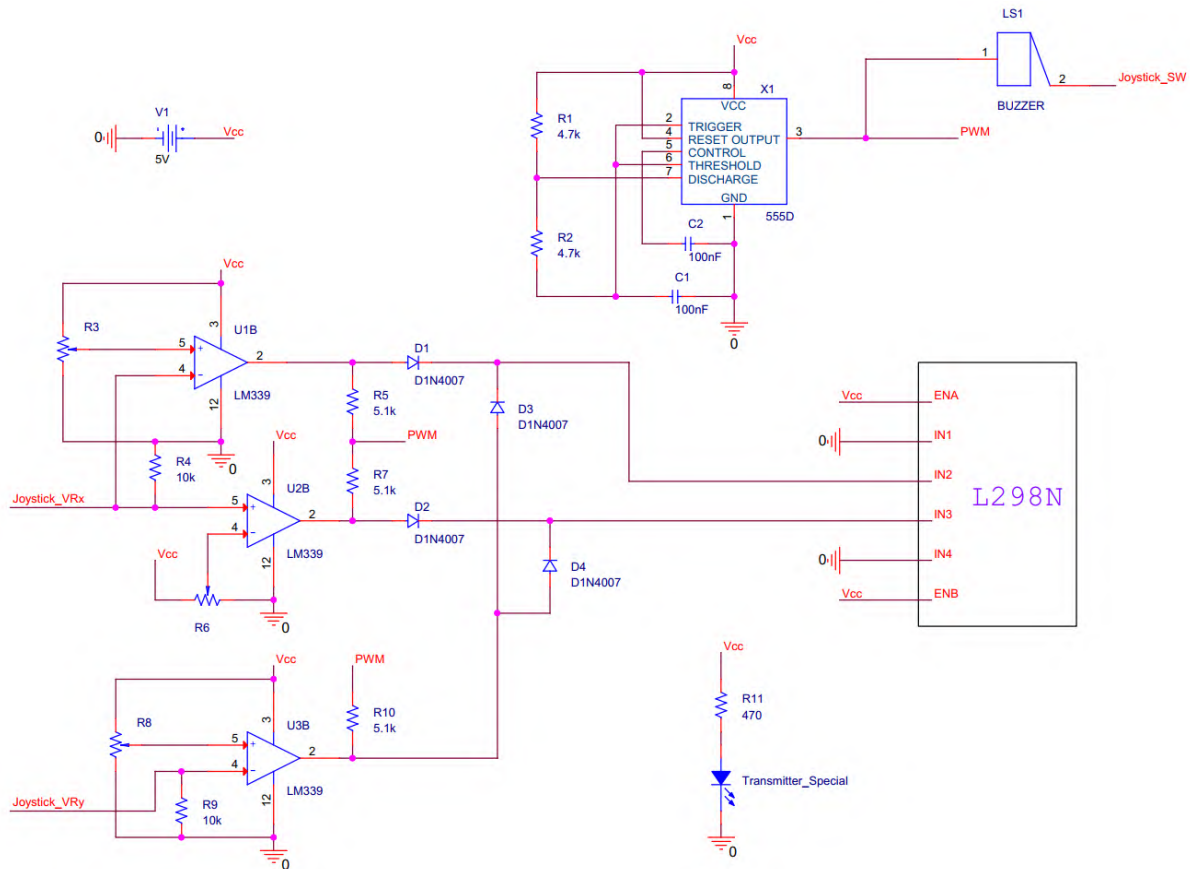 LS1
1
2
Joystick_SW
BUZZER
Vcc
8
X1
VCC
2
TRIGGER
4
RESET OUTPUT
3
5
CONTROL
6
THRESHOLD
7
DISCHARGE
GND
1
555D
PWM
R1
4.7k
R2
4.7k
C2
100nF
C1
100nF
0
V1
0
Vcc
5V
Vcc
R3
3
U1B
5
+
4
−
2
12
LM339
0
R4
10k
Joystick_VRx
Vcc
3
U2B
5
+
4
−
2
12
LM339
Vcc
R6
0
D1
D1N4007
R5
5.1k
PWM
R7
5.1k
D2
D1N4007
D3
D1N4007
D4
D1N4007
Vcc
ENA
0
IN1
IN2
L298N
IN3
0
IN4
Vcc
ENB
Vcc
PWM
R8
3
U3B
5
+
4
−
2
12
LM339
R10
5.1k
Joystick_VRy
R9
10k
0
Vcc
R11
470
Transmitter_Special
0